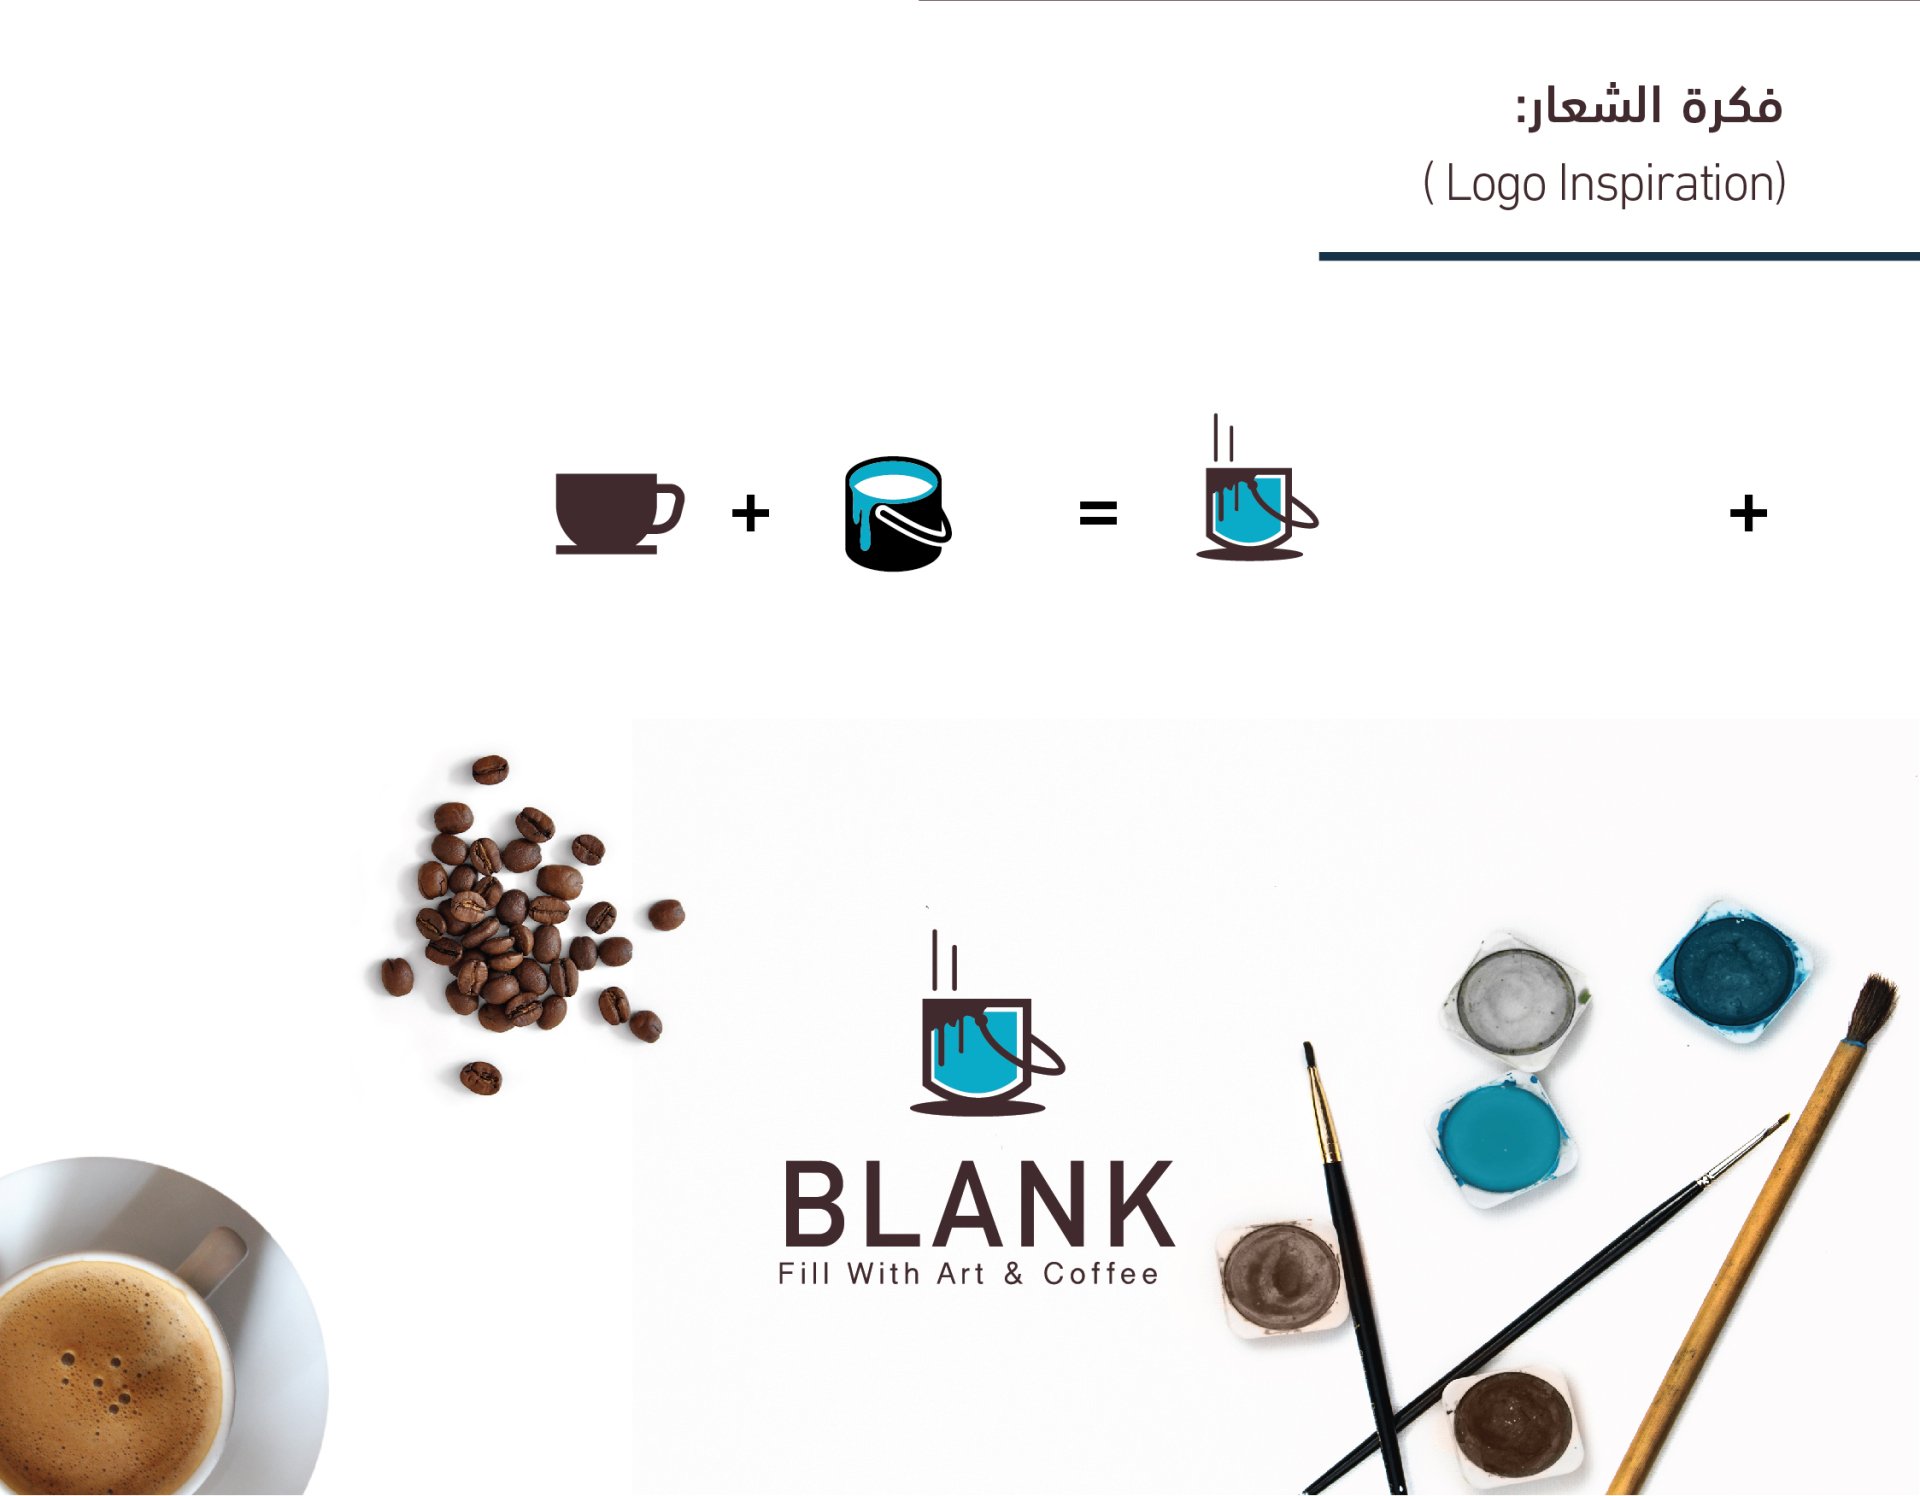 فكرة الشعار:
( Logo Inspiration)
+ = +
BLANK
Fill With Art & Coffee